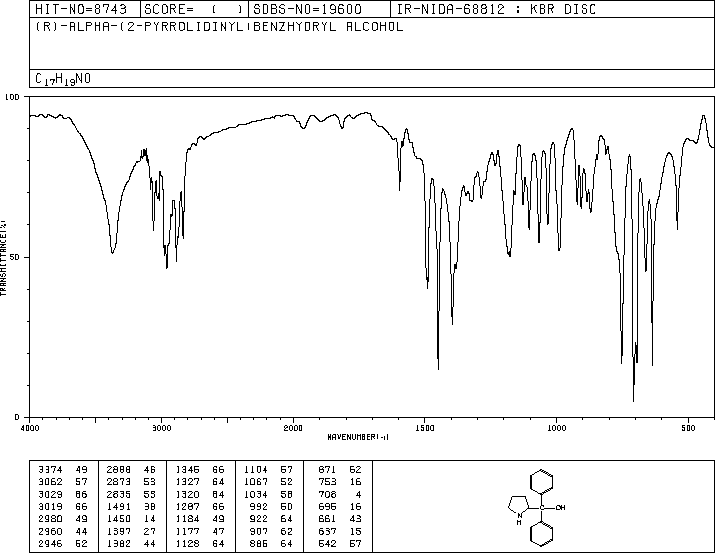 HIT-NO=8743 SCORE= ( ) SDBS-NO=19600 IR-NIDA-68812 : KBR DISC
(R)-ALPHA-(2-PYRROLIDINYL)BENZHYDRYL ALCOHOL
C17H19NO
100
50
0
TRANSMITTANCE(%)
4000 3000 2000 1500 1000 500
WAVENUMBER(-1)
3374 49 2888 46 1346 66 1104 57 871 62
3062 57 2873 53 1327 64 1067 52 753 16
3029 66 2835 55 1320 64 1034 58 708 4
3019 66 1491 38 1287 66 992 50 696 16
2980 49 1450 14 1184 49 922 64 661 43
2960 44 1397 27 1177 47 907 62 637 15
2946 52 1382 44 1128 64 886 64 542 57
N
H
C
OH